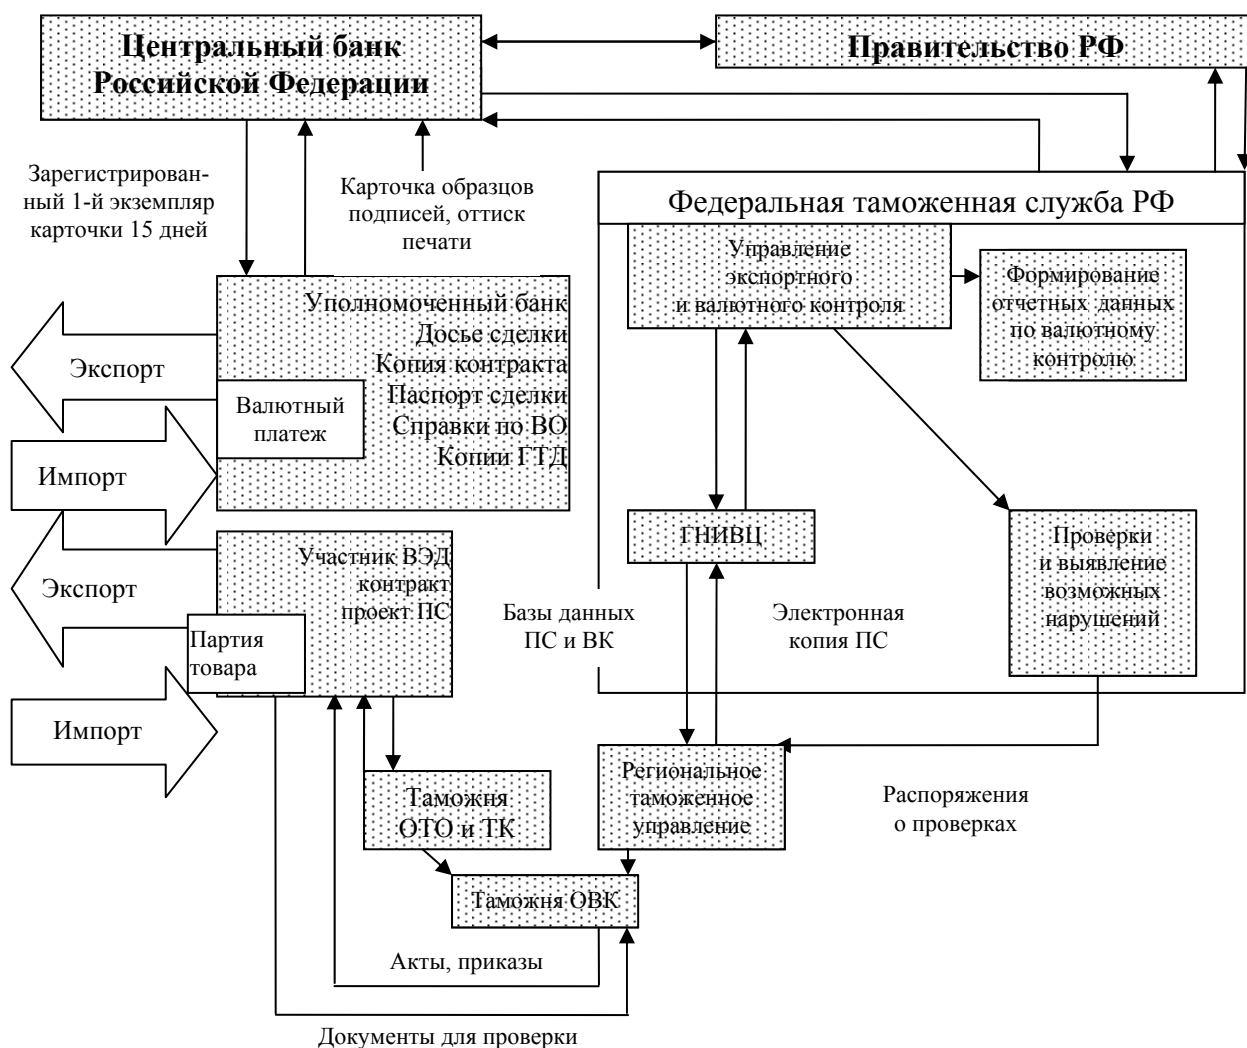 Центральный банк
Российской Федерации
Правительство РФ
Зарегистрирован-
ный 1-й экземпляр
карточки 15 дней
Карточка образцов
подписей, оттиск
печати
Федеральная таможенная служба РФ
Управление
экспортного
и валютного контроля
Формирование
отчетных данных
по валютному
контролю
Уполномоченный банк
Досье сделки
Копия контракта
Паспорт сделки
Справки по ВО
Копии ГТД
Экспорт
Валютный
платеж
Импорт
ГНИВЦ
Проверки
и выявление
возможных
нарушений
Участник ВЭД
контракт
проект ПС
Экспорт
Партия
товара
Базы данных
ПС и ВК
Электронная
копия ПС
Импорт
Таможня
ОТО и ТК
Региональное
таможенное
управление
Распоряжения
о проверках
Таможня ОВК
Акты, приказы
Документы для проверки